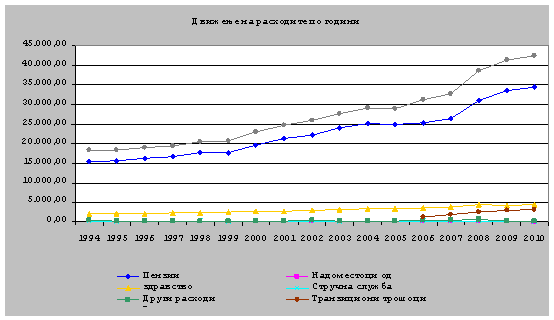 Движење на расходите по години
45.000,00
40.000,00
35.000,00
30.000,00
25.000,00
20.000,00
15.000,00
10.000,00
5.000,00
0,00
1994 1995 1996 1997 1998 1999 2000 2001 2002 2003 2004 2005 2006 2007 2008 2009 2010
Пензии Надоместоци од
здравство Стручна служба
Други расходи Транзициони трошоци